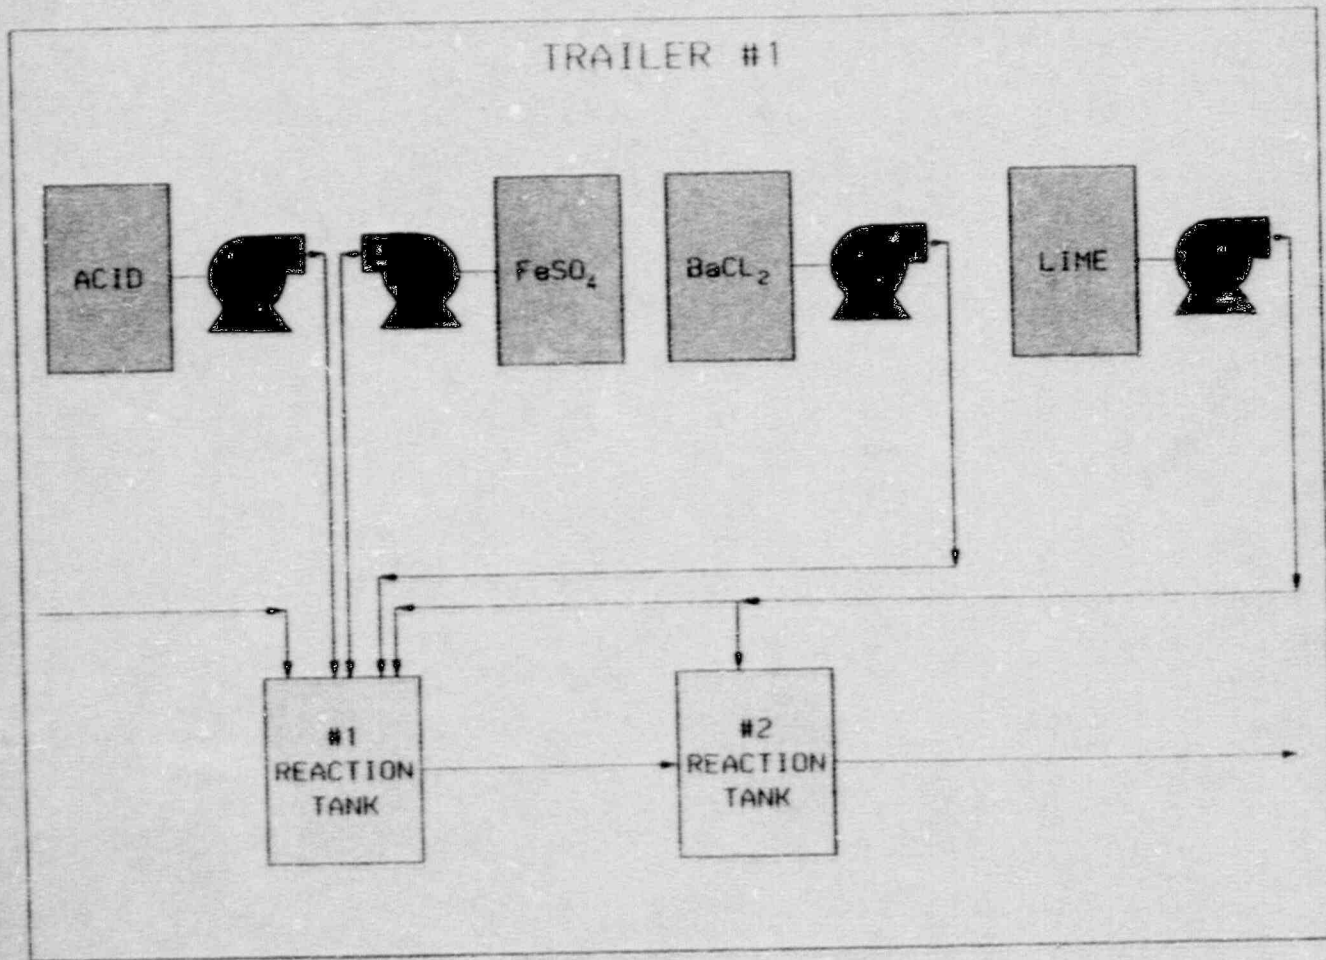 TRAILER #1
ACID
FeSO₄
BaCL₂
LIME
#1
REACTION
TANK
#2
REACTION
TANK